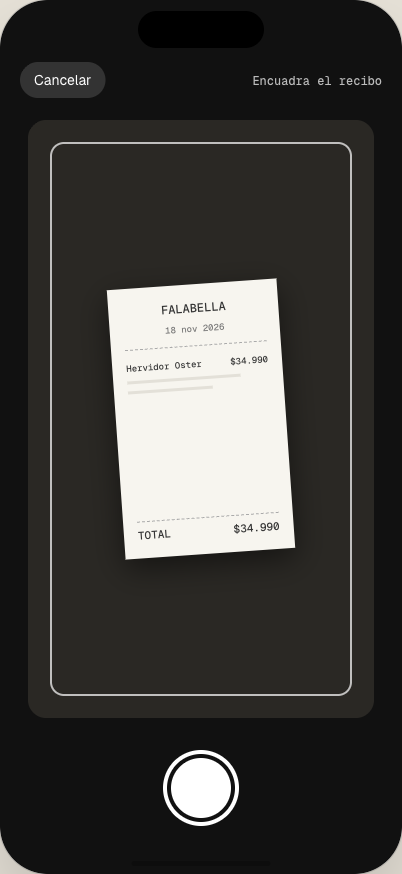 Cancelar
Encuadra el recibo
FALABELLA
18 nov 2026
Hervidor Oster $34.990
TOTAL $34.990